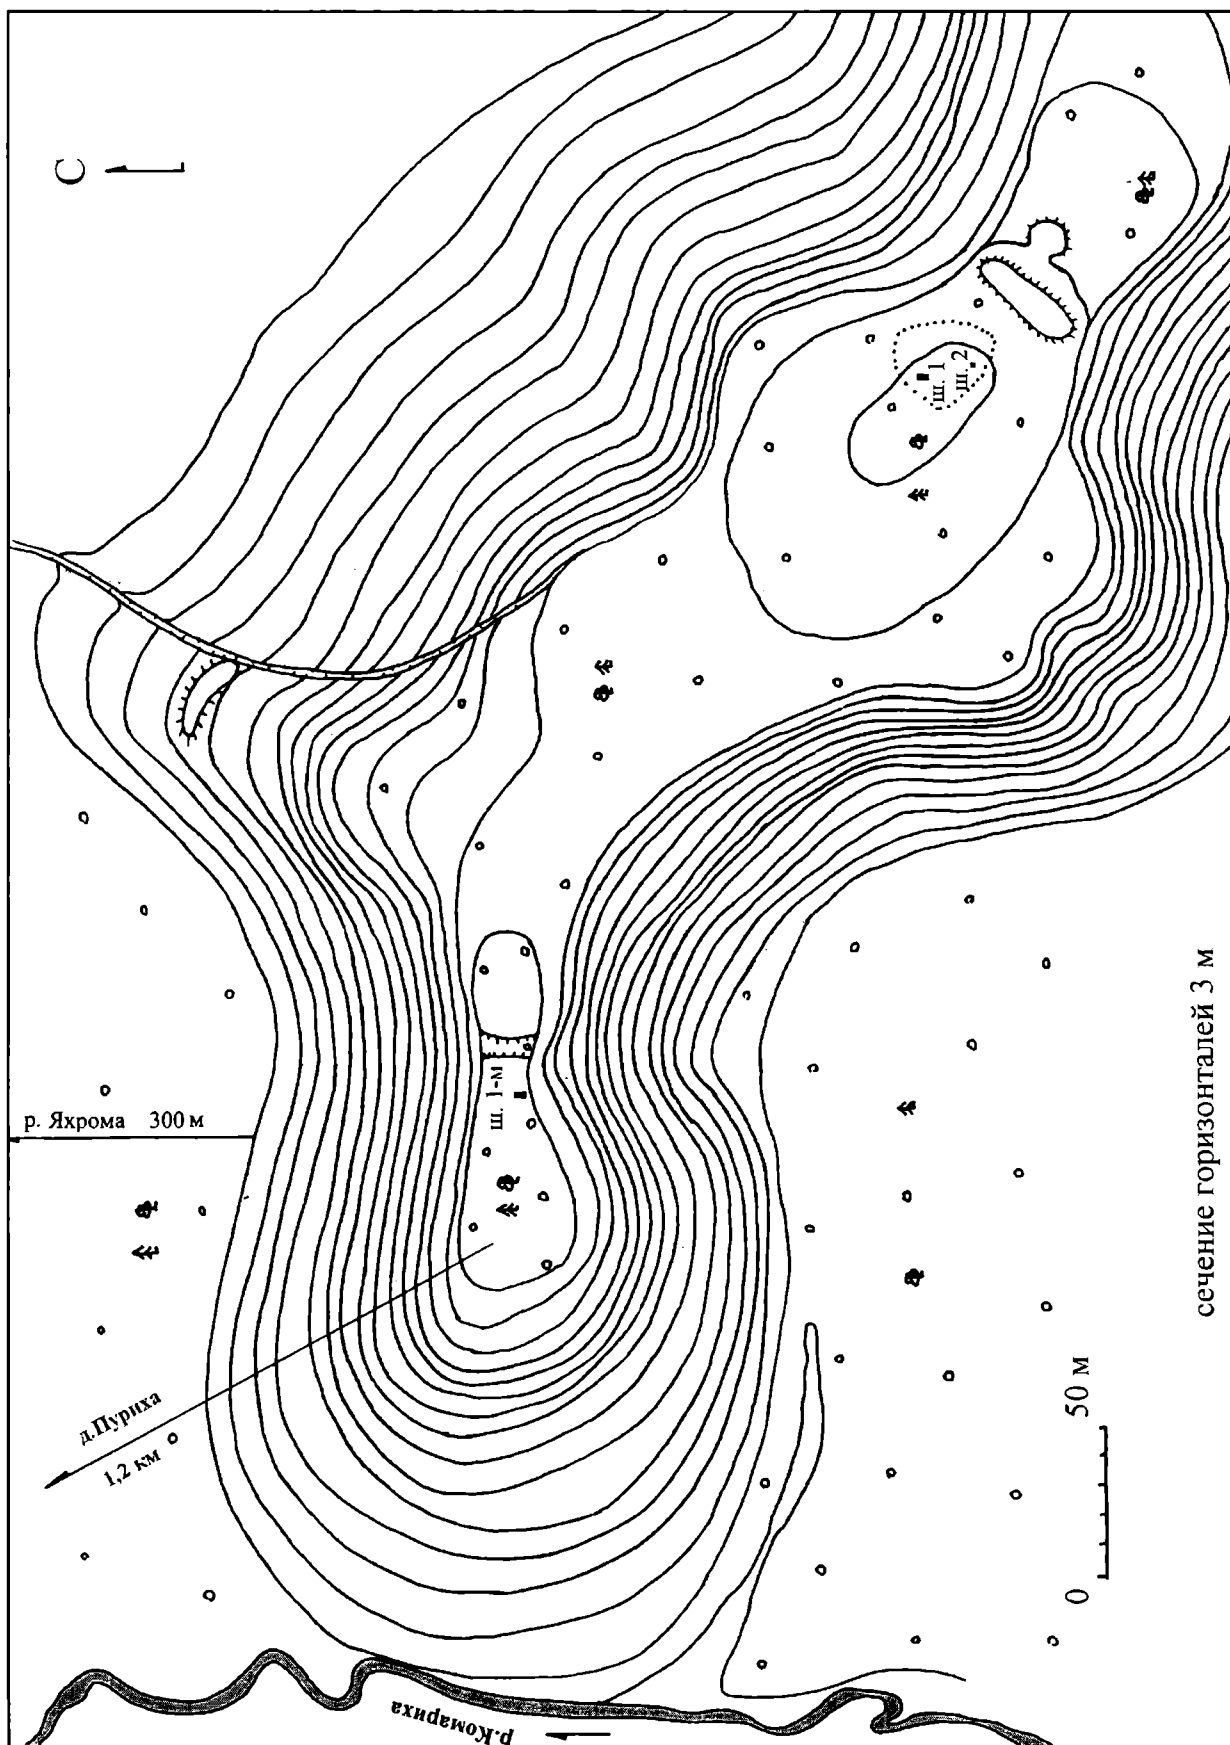 С
р. Яхрома 300 м
д.Пуриха
1,2 км
ш. 1-м
ш. 1
ш. 2
р.Комариха
0 50 м
сечение горизонталей 3 м